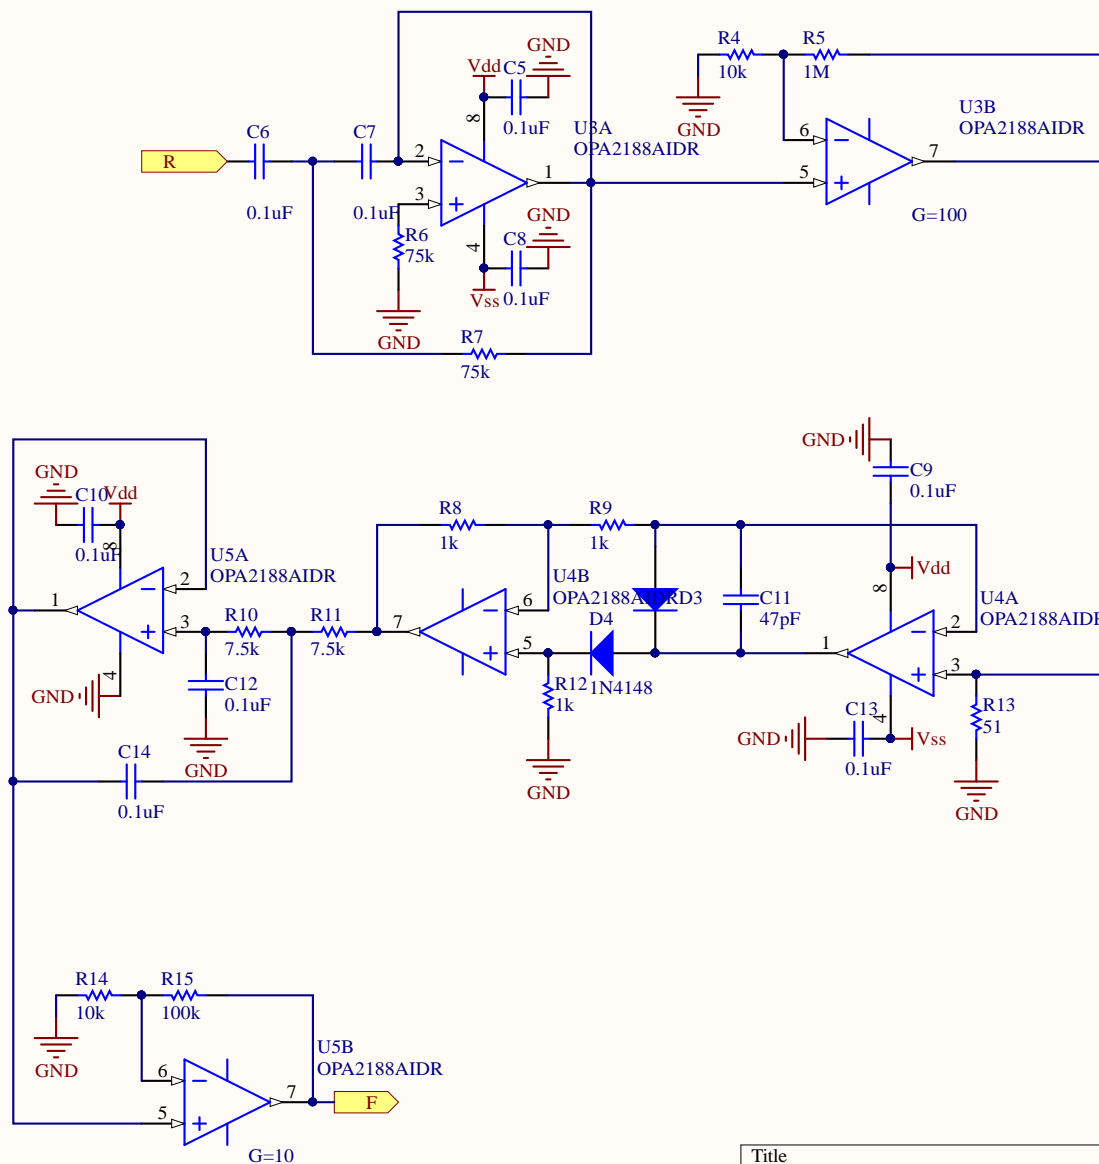 R
C6
0.1uF
C7
0.1uF
2
3
R6
75k
GND
Vdd
8
C5
0.1uF
GND
U3A
OPA2188AIDR
1
4
C8
0.1uF
GND
Vss
R7
75k
R4
10k
R5
1M
GND
6
5
7
U3B
OPA2188AIDR
G=100
GND
C10
0.1uF
Vdd
8
U5A
OPA2188AIDR
1
2
3
4
GND
R10
7.5k
R11
7.5k
C12
0.1uF
GND
C14
0.1uF
R8
1k
R9
1k
U4B
OPA2188AIDR
D3
7
6
5
D4
1N4148
R12
1k
GND
C11
47pF
GND
C9
0.1uF
Vdd
8
U4A
OPA2188AIDR
1
2
3
4
C13
0.1uF
GND
Vss
R13
51
GND
R14
10k
R15
100k
GND
U5B
OPA2188AIDR
6
5
7
F
G=10
Title